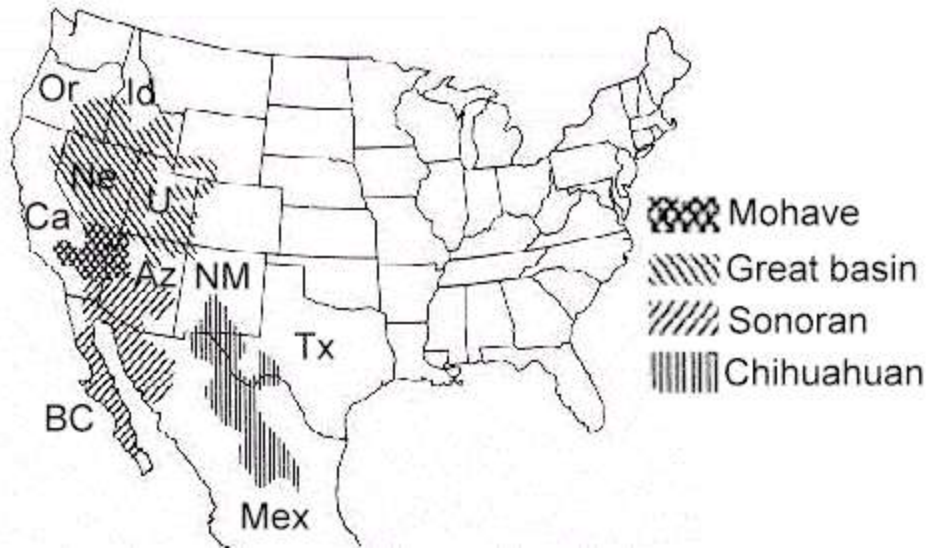 Or
Id
Ne
U
Ca
Az
NM
Tx
BC
Mex
Mohave
Great basin
Sonoran
Chihuahuan